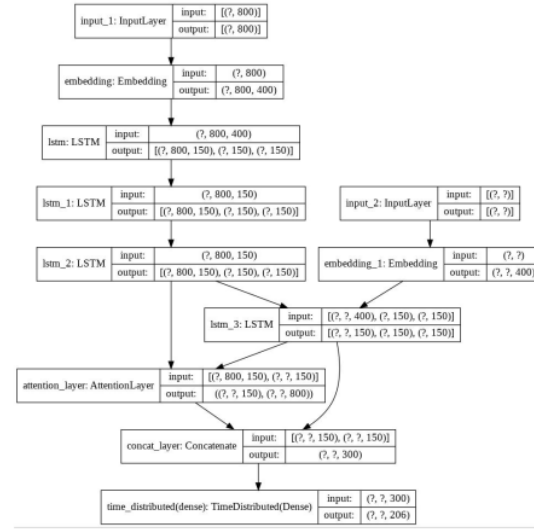 input_1: InputLayer
input: [(?, 800)]
output: [(?, 800)]
embedding: Embedding
input: (?, 800)
output: (?, 800, 400)
lstm: LSTM
input: (?, 800, 400)
output: [(?, 800, 150), (?, 150), (?, 150)]
lstm_1: LSTM
input: (?, 800, 150)
output: [(?, 800, 150), (?, 150), (?, 150)]
input_2: InputLayer
input: [(?, ?)]
output: [(?, ?)]
lstm_2: LSTM
input: (?, 800, 150)
output: [(?, 800, 150), (?, 150), (?, 150)]
embedding_1: Embedding
input: (?, ?)
output: (?, ?, 400)
lstm_3: LSTM
input: [(?, ?, 400), (?, 150), (?, 150)]
output: [(?, ?, 150), (?, 150), (?, 150)]
attention_layer: AttentionLayer
input: [(?, 800, 150), (?, ?, 150)]
output: ((?, ?, 150), (?, ?, 800))
concat_layer: Concatenate
input: [(?, ?, 150), (?, ?, 150)]
output: (?, ?, 300)
time_distributed(dense): TimeDistributed(Dense)
input: (?, ?, 300)
output: (?, ?, 206)